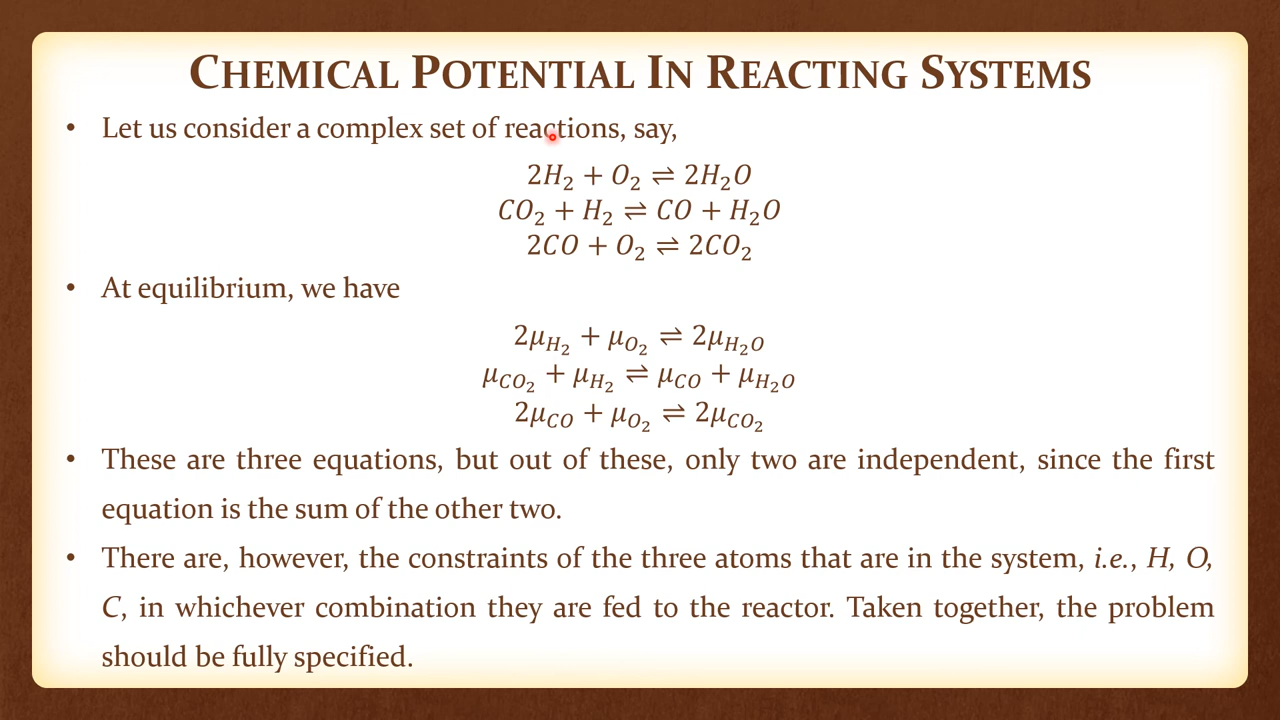 CHEMICAL POTENTIAL IN REACTING SYSTEMS
• Let us consider a complex set of reactions, say,
2H₂ + O₂ ⇌ 2H₂O
CO₂ + H₂ ⇌ CO + H₂O
2CO + O₂ ⇌ 2CO₂
• At equilibrium, we have
2μ_{H₂} + μ_{O₂} ⇌ 2μ_{H₂O}
μ_{CO₂} + μ_{H₂} ⇌ μ_{CO} + μ_{H₂O}
2μ_{CO} + μ_{O₂} ⇌ 2μ_{CO₂}
• These are three equations, but out of these, only two are independent, since the first
equation is the sum of the other two.
• There are, however, the constraints of the three atoms that are in the system, i.e., H, O,
C, in whichever combination they are fed to the reactor. Taken together, the problem
should be fully specified.